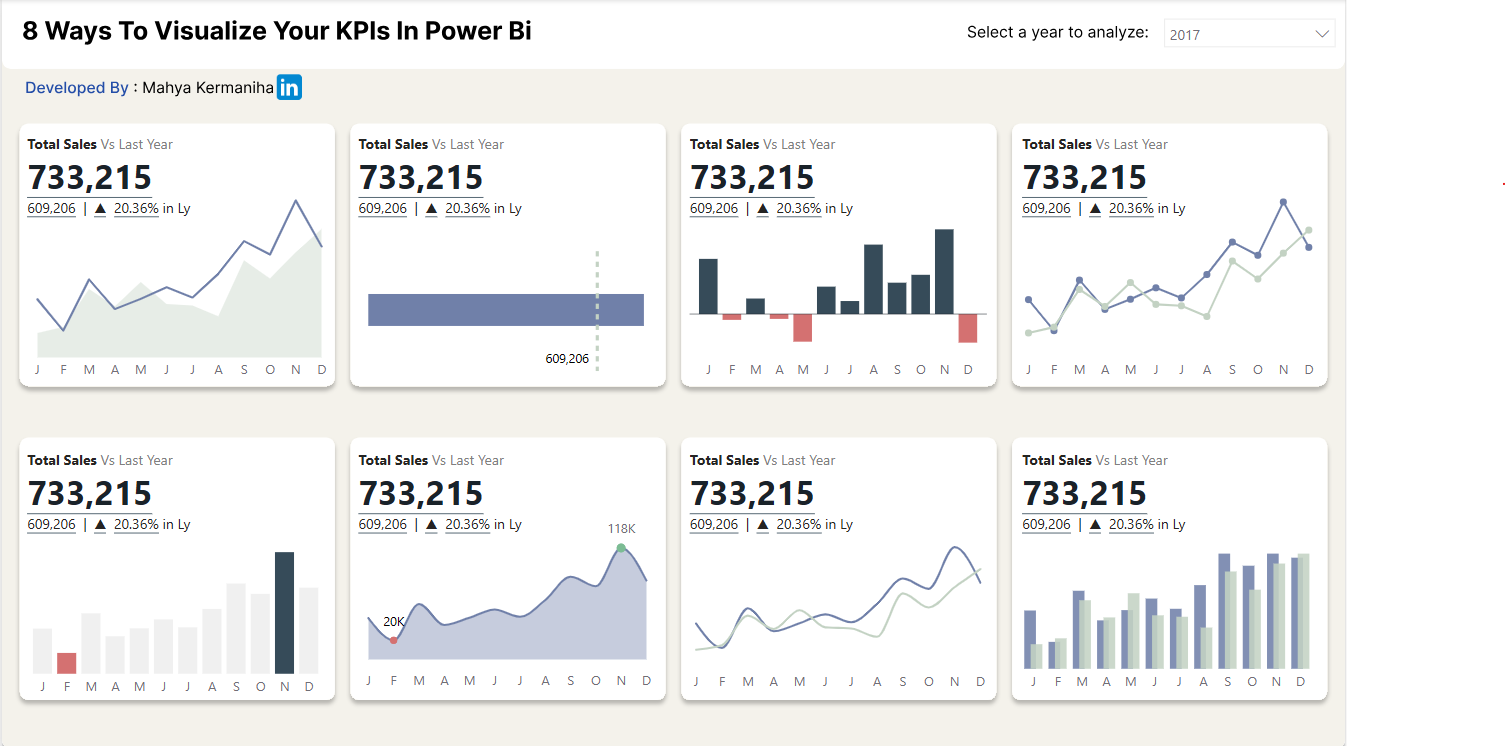 8 Ways To Visualize Your KPIs In Power Bi
Select a year to analyze: 2017
Developed By : Mahya Kermaniha in
Total Sales Vs Last Year
733,215
609,206 | ▲ 20.36% in Ly
J F M A M J J A S O N D
Total Sales Vs Last Year
733,215
609,206 | ▲ 20.36% in Ly
609,206
Total Sales Vs Last Year
733,215
609,206 | ▲ 20.36% in Ly
J F M A M J J A S O N D
Total Sales Vs Last Year
733,215
609,206 | ▲ 20.36% in Ly
J F M A M J J A S O N D
Total Sales Vs Last Year
733,215
609,206 | ▲ 20.36% in Ly
J F M A M J J A S O N D
Total Sales Vs Last Year
733,215
609,206 | ▲ 20.36% in Ly
118K
20K
J F M A M J J A S O N D
Total Sales Vs Last Year
733,215
609,206 | ▲ 20.36% in Ly
J F M A M J J A S O N D
Total Sales Vs Last Year
733,215
609,206 | ▲ 20.36% in Ly
J F M A M J J A S O N D